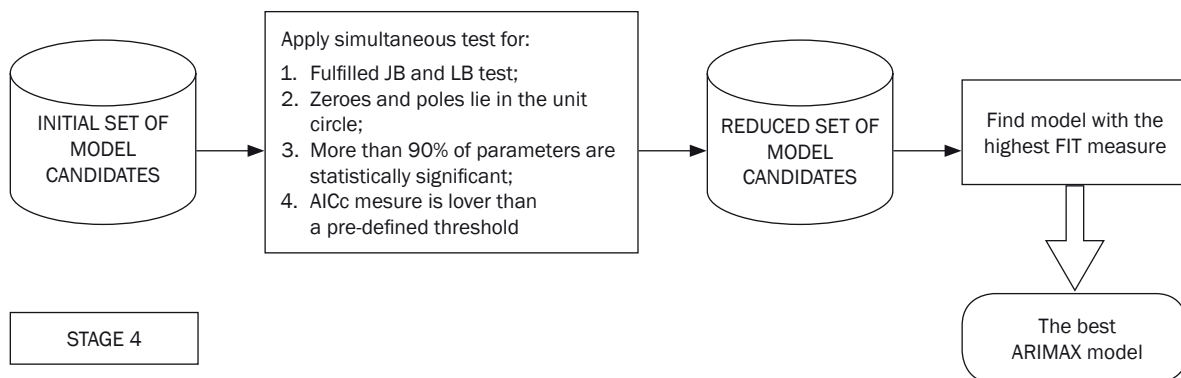 INITIAL SET OF
MODEL
CANDIDATES
Apply simultaneous test for:
1. Fulfilled JB and LB test;
2. Zeroes and poles lie in the unit
circle;
3. More than 90% of parameters are
statistically significant;
4. AICc mesure is lover than
a pre-defined threshold
REDUCED SET OF
MODEL
CANDIDATES
Find model with the
highest FIT measure
The best
ARIMAX model
STAGE 4